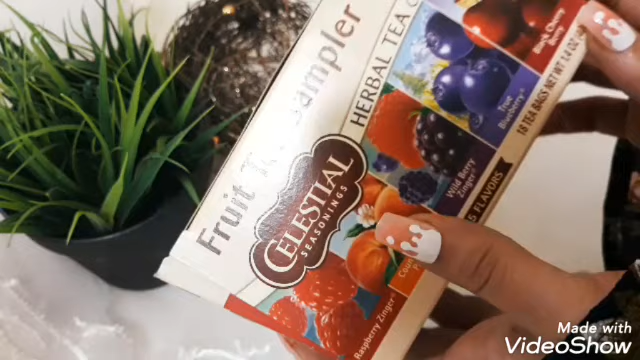 Fruit Tea Sampler
HERBAL TEA
CELESTIAL
SEASONINGS
Black Cherry
True
Blueberry
Wild Berry
Zinger
Raspberry Zinger
5 FLAVORS
18 TEA BAGS NET WT 1.4 OZ
Made with
VideoShow